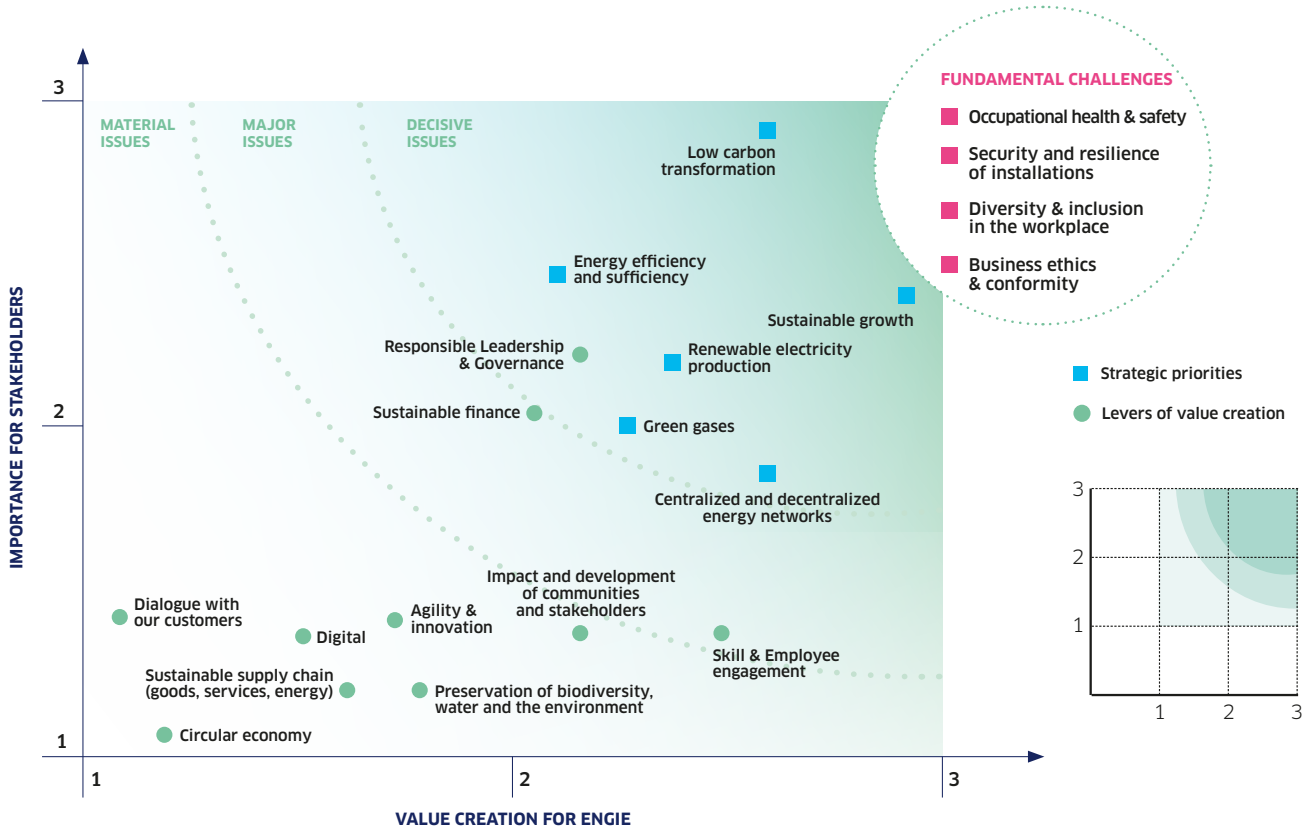 FUNDAMENTAL CHALLENGES
Occupational health & safety
Security and resilience
of installations
Diversity & inclusion
in the workplace
Business ethics
& conformity
3
MATERIAL
ISSUES
MAJOR
ISSUES
DECISIVE
ISSUES
Low carbon
transformation
Energy efficiency
and sufficiency
Sustainable growth
Responsible Leadership
& Governance
Renewable electricity
production
Sustainable finance
2
Green gases
Centralized and decentralized
energy networks
Impact and development
of communities
and stakeholders
Dialogue with
our customers
Digital
Agility &
innovation
Skill & Employee
engagement
Sustainable supply chain
(goods, services, energy)
Preservation of biodiversity,
water and the environment
Circular economy
1
1
2
3
IMPORTANCE FOR STAKEHOLDERS
VALUE CREATION FOR ENGIE
Strategic priorities
Levers of value creation
3
2
1
1
2
3